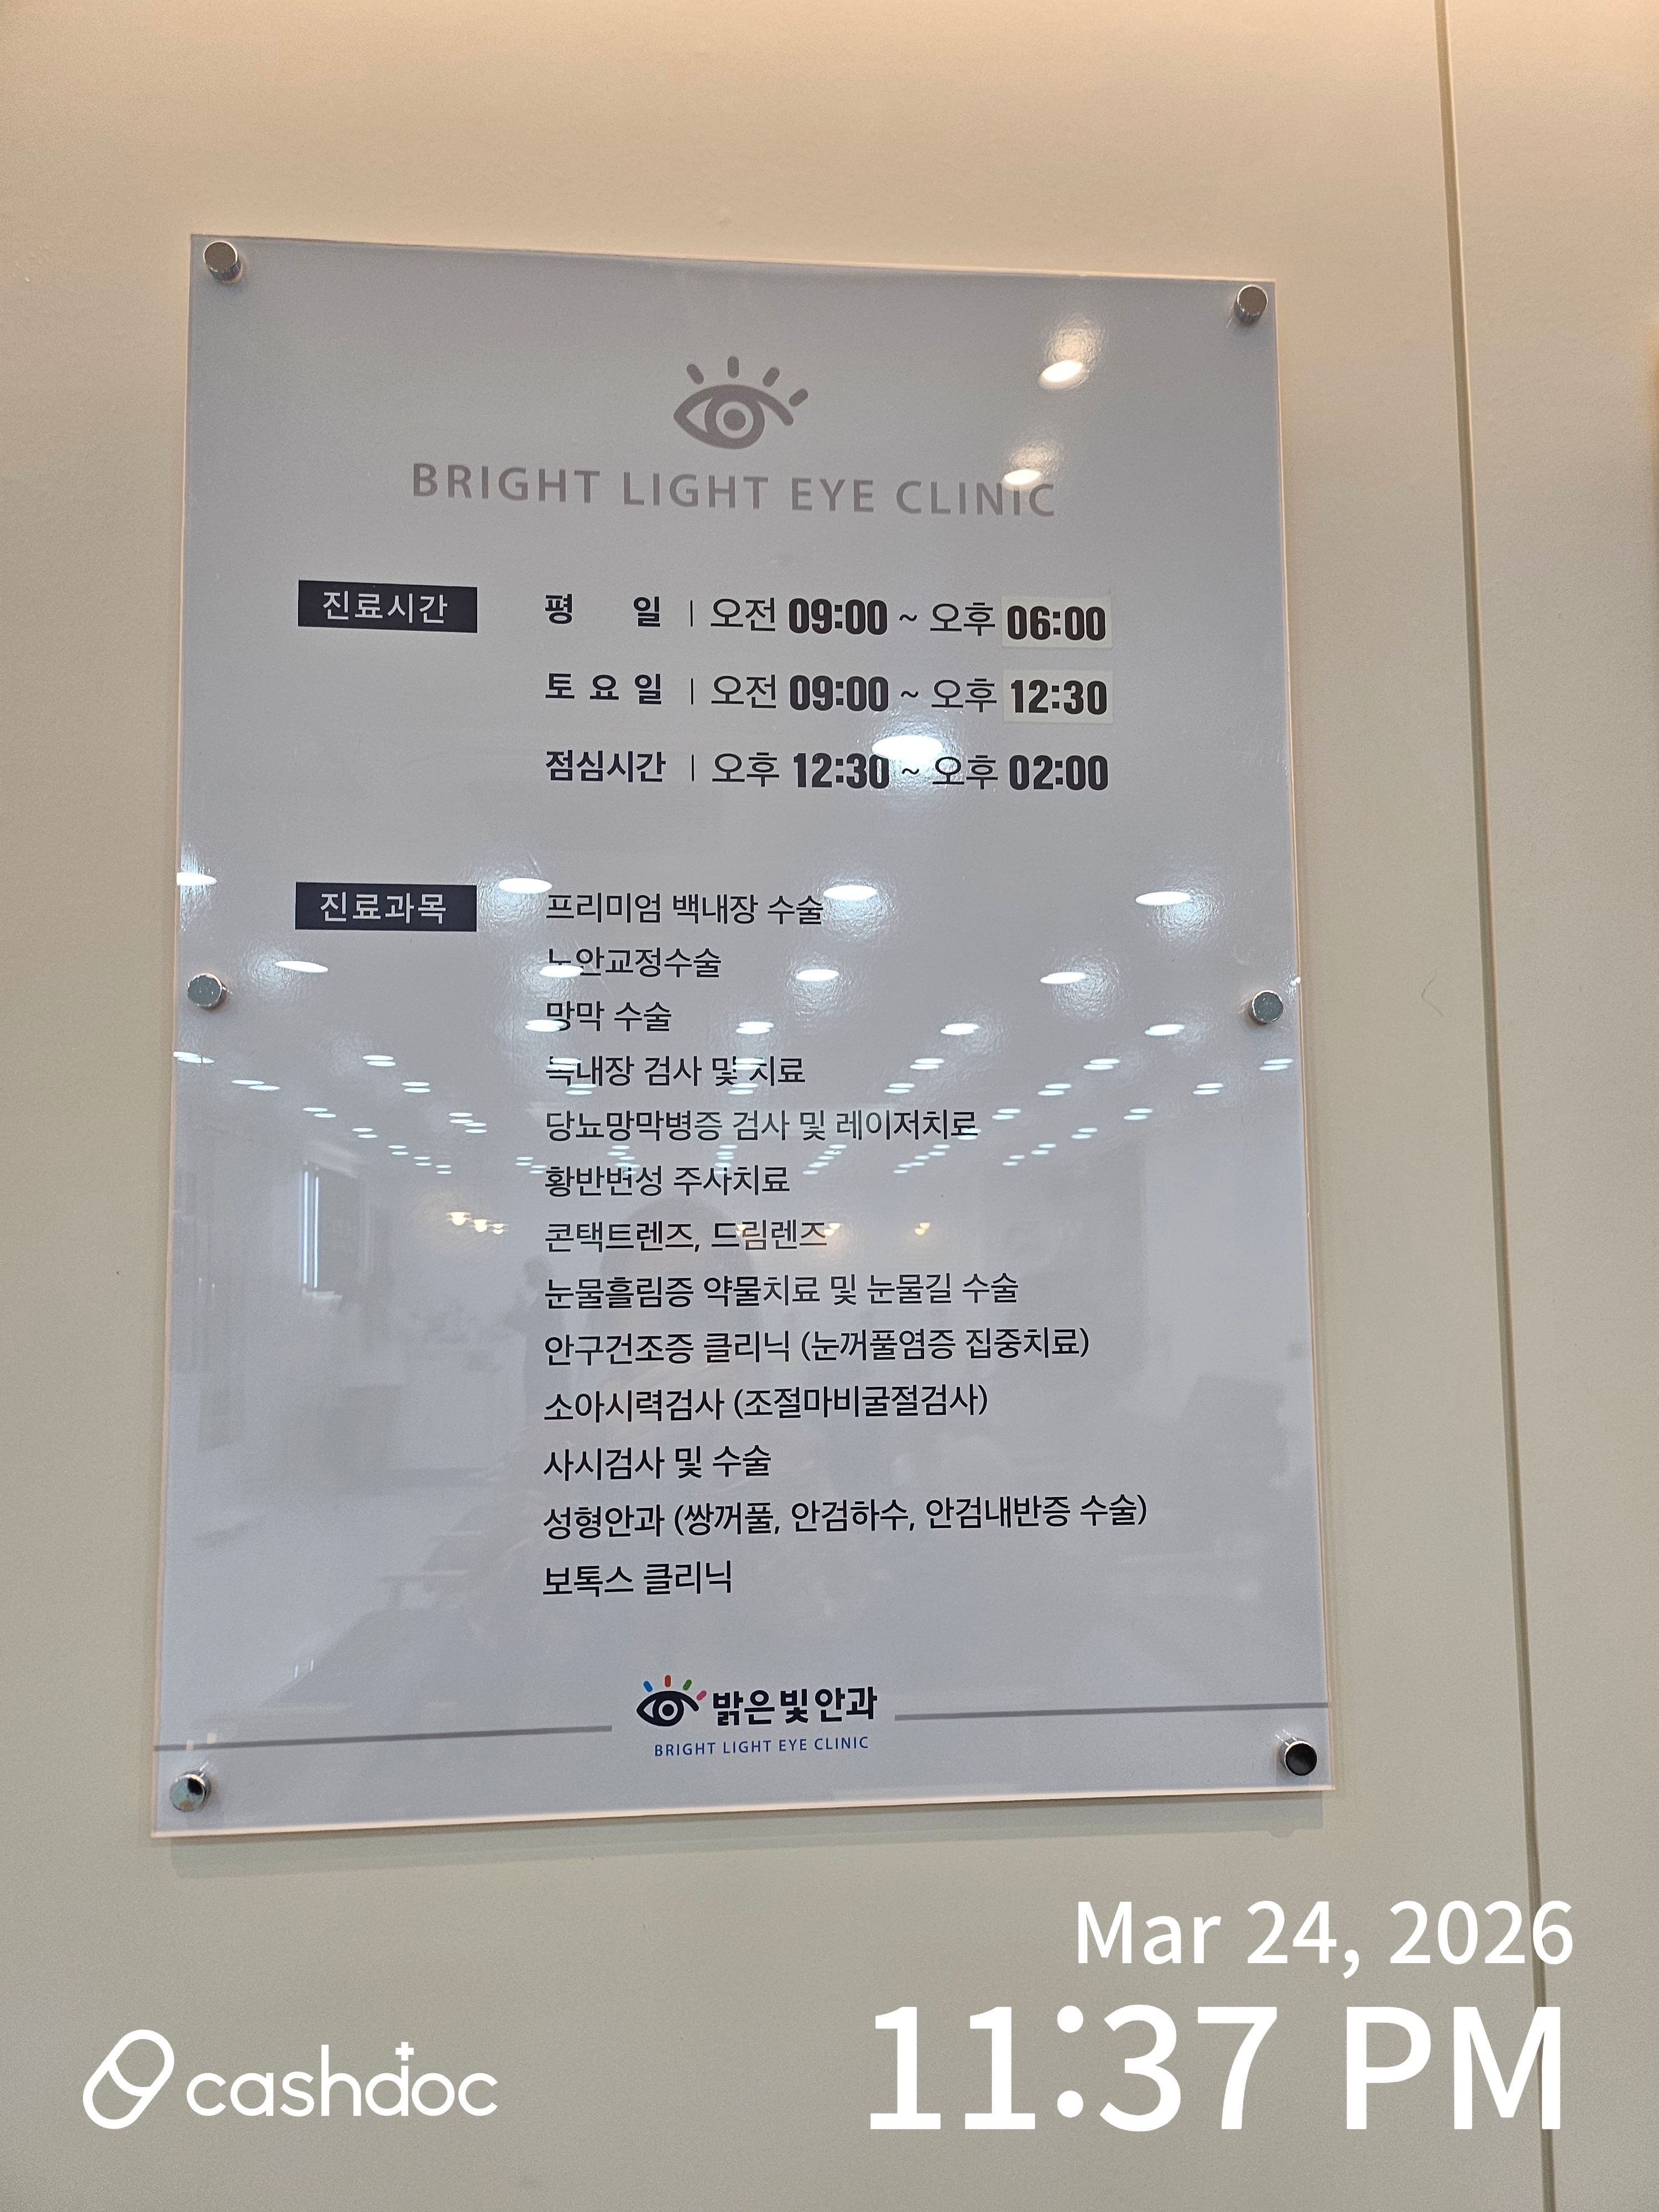 BRIGHT LIGHT EYE CLINIC
진료시간
평 일 | 오전 09:00 ~ 오후 06:00
토요일 | 오전 09:00 ~ 오후 12:30
점심시간 | 오후 12:30 ~ 오후 02:00
진료과목
프리미엄 백내장 수술
노안교정수술
망막 수술
녹내장 검사 및 치료
당뇨망막병증 검사 및 레이저치료
황반변성 주사치료
콘택트렌즈, 드림렌즈
눈물흘림증 약물치료 및 눈물길 수술
안구건조증 클리닉 (눈꺼풀염증 집중치료)
소아시력검사 (조절마비굴절검사)
사시검사 및 수술
성형안과 (쌍꺼풀, 안검하수, 안검내반증 수술)
보톡스 클리닉
밝은빛안과
BRIGHT LIGHT EYE CLINIC
Mar 24, 2026
11:37 PM
cashdoc